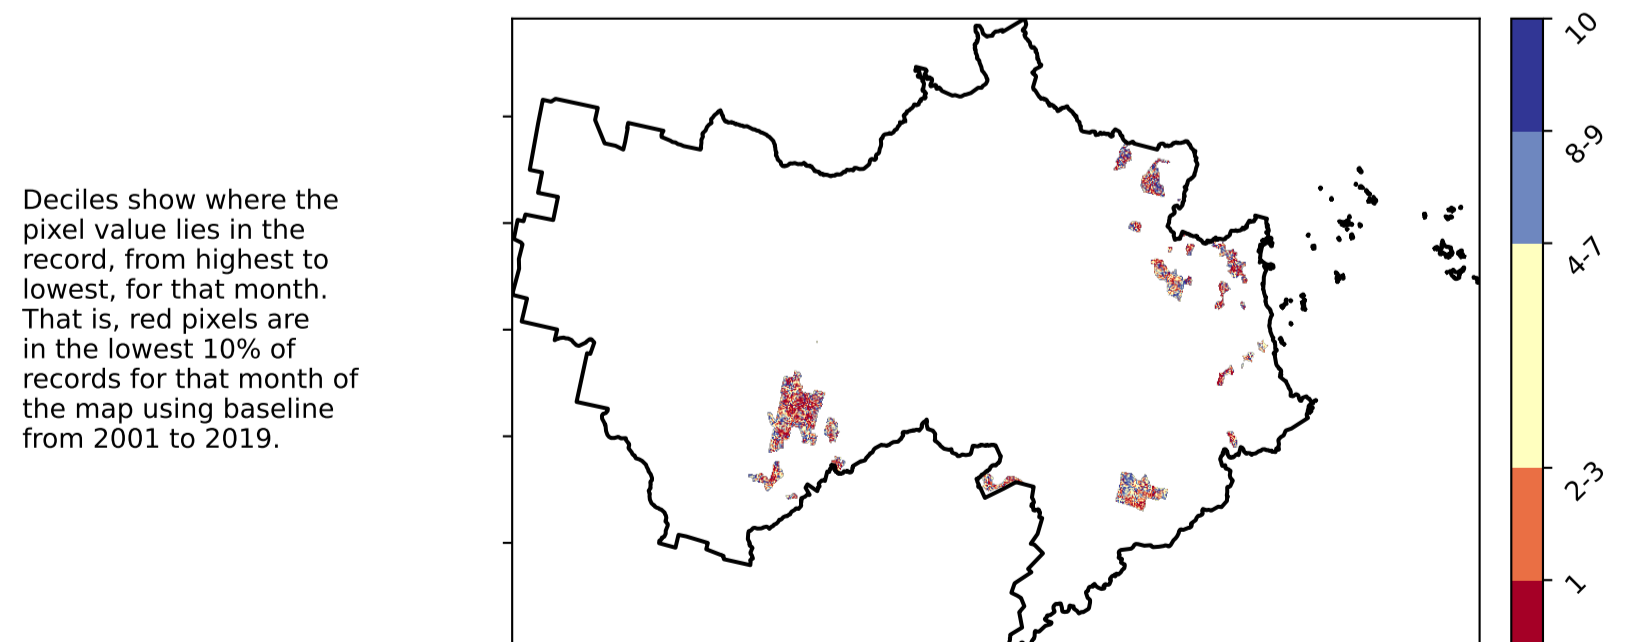 Deciles show where the
pixel value lies in the
record, from highest to
lowest, for that month.
That is, red pixels are
in the lowest 10% of
records for that month of
the map using baseline
from 2001 to 2019.
10
8-9
4-7
2-3
1